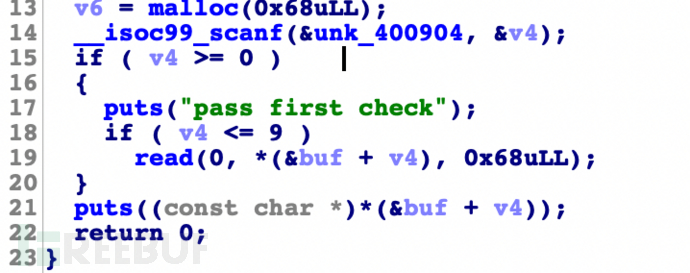 13 v6 = malloc(0x68uLL);
14 __isoc99_scanf(&unk_400904, &v4);
15 if ( v4 >= 0 )
16 {
17 puts("pass first check");
18 if ( v4 <= 9 )
19 read(0, *(&buf + v4), 0x68uLL);
20 }
21 puts((const char *)*(&buf + v4));
22 return 0;
23 }
REEBUF